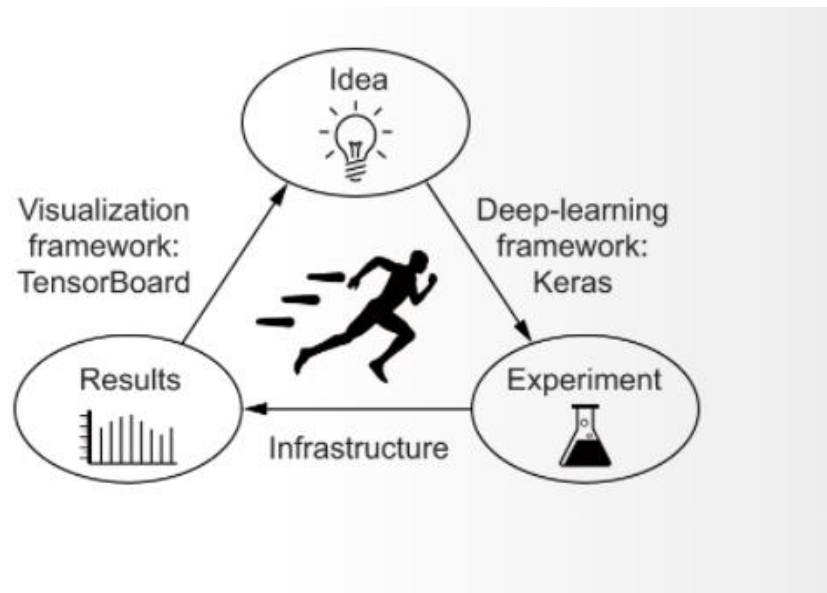 Idea
Visualization
framework:
TensorBoard
Deep-learning
framework:
Keras
Results
Experiment
Infrastructure